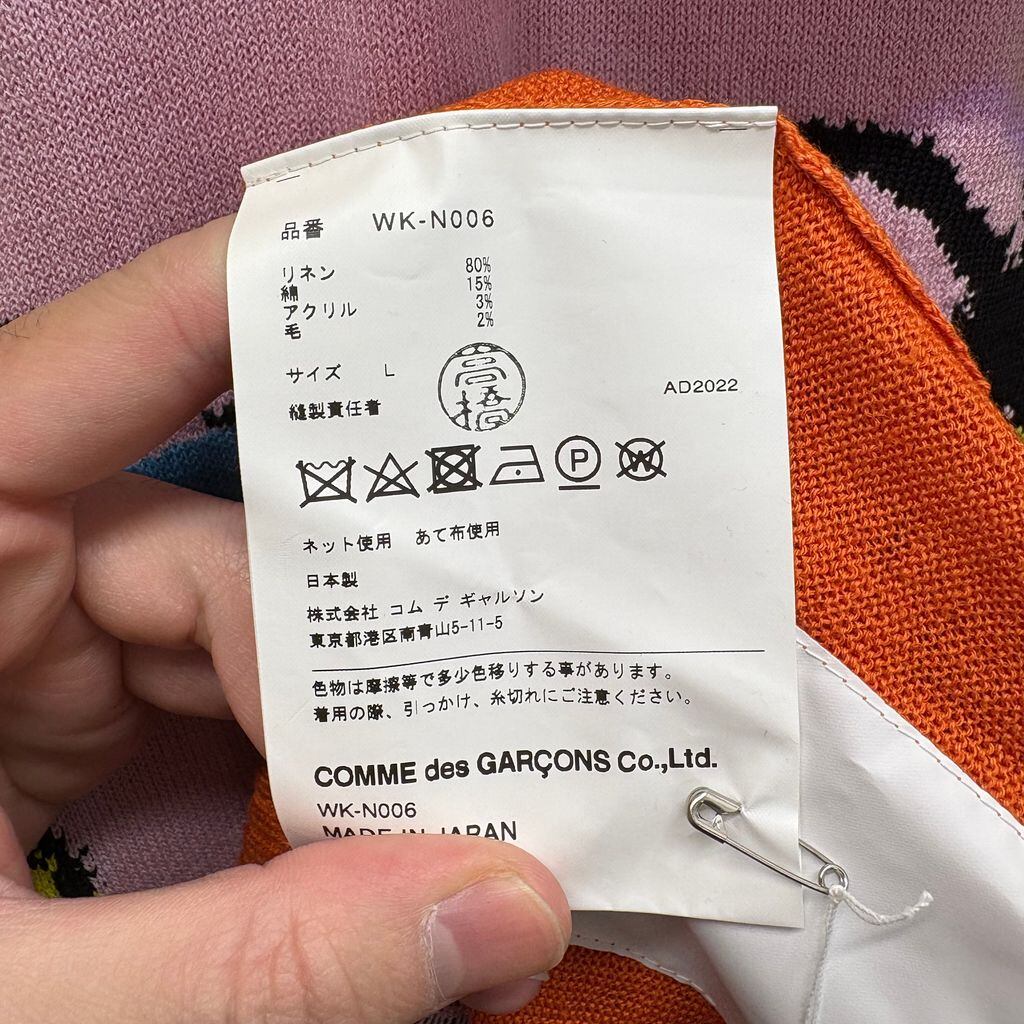 品番 WK-N006
リネン 80%
綿 15%
アクリル 3%
毛 2%
サイズ L
縫製責任者
高橋
AD2022
P
W
ネット使用 あて布使用
日本製
株式会社 コム デ ギャルソン
東京都港区南青山5-11-5
色物は摩擦等で多少色移りする事があります。
着用の際、引っかけ、糸切れにご注意ください。
COMME des GARÇONS Co.,Ltd.
WK-N006
MADE IN JAPAN